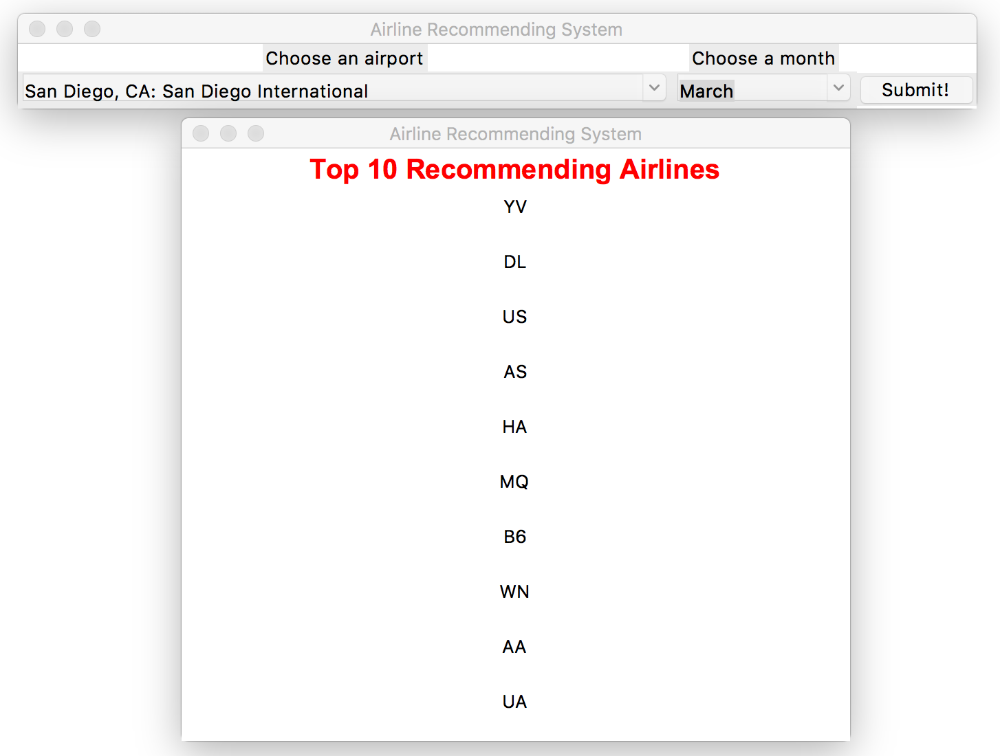 Airline Recommending System
Choose an airport Choose a month
San Diego, CA: San Diego International March Submit!
Airline Recommending System
Top 10 Recommending Airlines
YV
DL
US
AS
HA
MQ
B6
WN
AA
UA